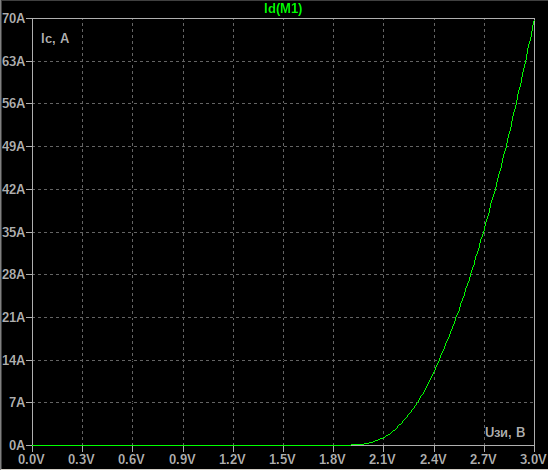 Id(M1)
70A
Ic, A
63A
56A
49A
42A
35A
28A
21A
14A
7A
Uзи, В
0A
0.0V 0.3V 0.6V 0.9V 1.2V 1.5V 1.8V 2.1V 2.4V 2.7V 3.0V